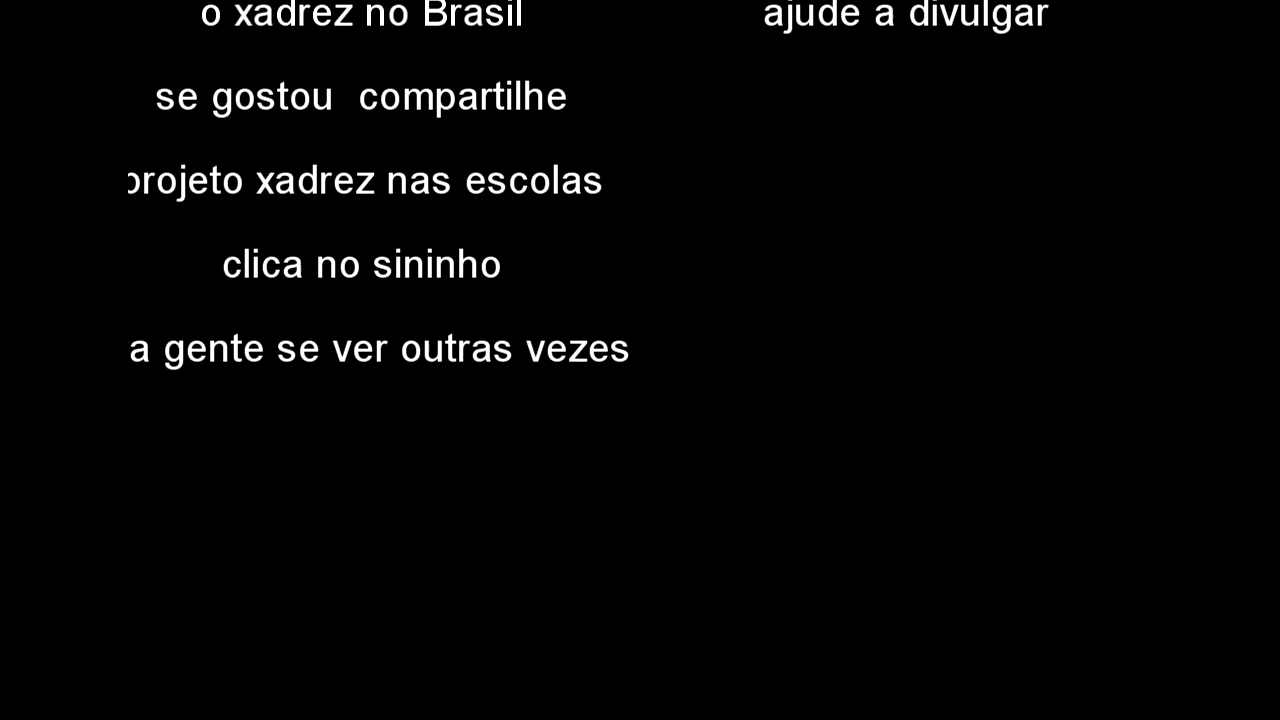 o xadrez no Brasil ajude a divulgar
se gostou compartilhe
projeto xadrez nas escolas
clica no sininho
a gente se ver outras vezes